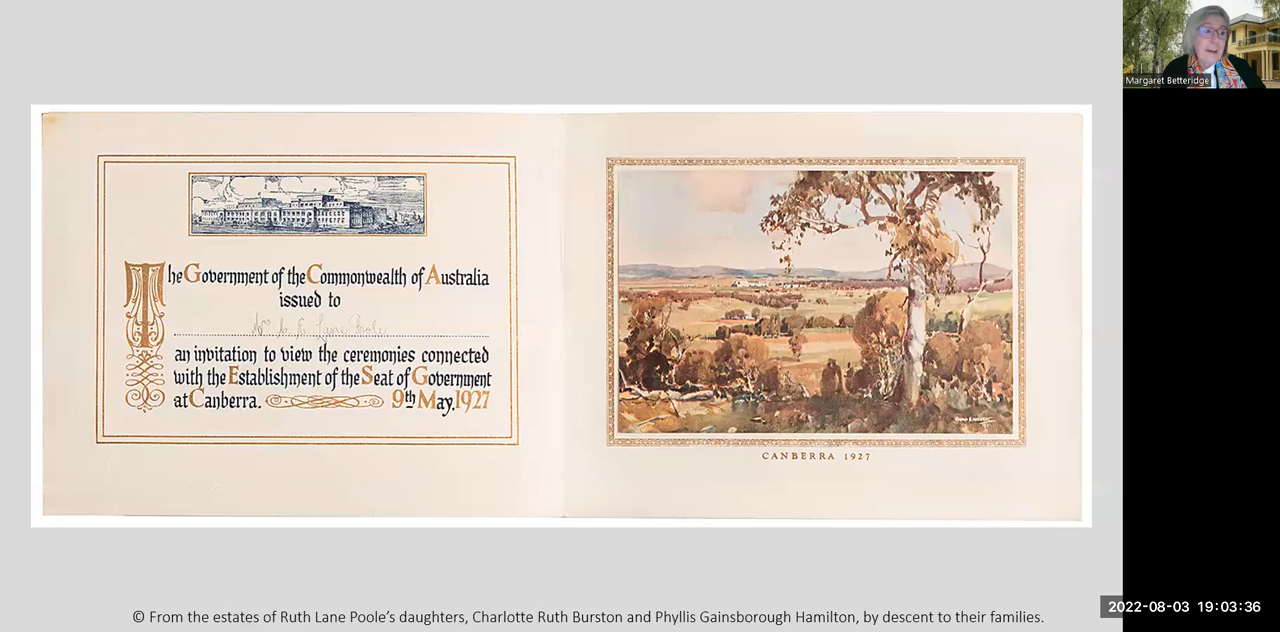 Margaret Betteridge
The Government of the Commonwealth of Australia
issued to
Lane Poole
an invitation to view the ceremonies connected
with the Establishment of the Seat of Government
at Canberra. 9th May, 1927
CANBERRA 1927
© From the estates of Ruth Lane Poole’s daughters, Charlotte Ruth Burston and Phyllis Gainsborough Hamilton, by descent to their families.
2022-08-03 19:03:36